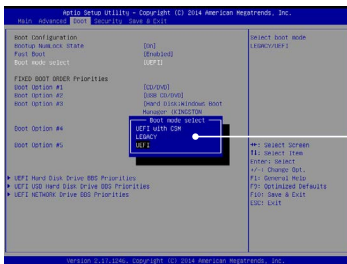 Aptio Setup Utility - Copyright (C) 2014 American Megatrends, Inc.
Main Advanced Boot Security Save & Exit
Boot Configuration
Bootup NumLock State [On]
Fast Boot [Enabled]
Boot mode select [UEFI]
FIXED BOOT ORDER Priorities
Boot Option #1 [CD/DVD]
Boot Option #2 [USB CD/DVD]
Boot Option #3 [Hard Disk:Windows Boot
Manager (KINGSTON
Boot Option #4
Boot Option #5
Boot mode select
UEFI with CSM
LEGACY
UEFI
UEFI Hard Disk Drive BBS Priorities
UEFI USB Hard Disk Drive BBS Priorities
UEFI NETWORK Drive BBS Priorities
Select boot mode
LEGACY/UEFI
→←: Select Screen
↑↓: Select Item
Enter: Select
+/-: Change Opt.
F1: General Help
F9: Optimized Defaults
F10: Save & Exit
ESC: Exit
Version 2.17.1246. Copyright (C) 2014 American Megatrends, Inc.